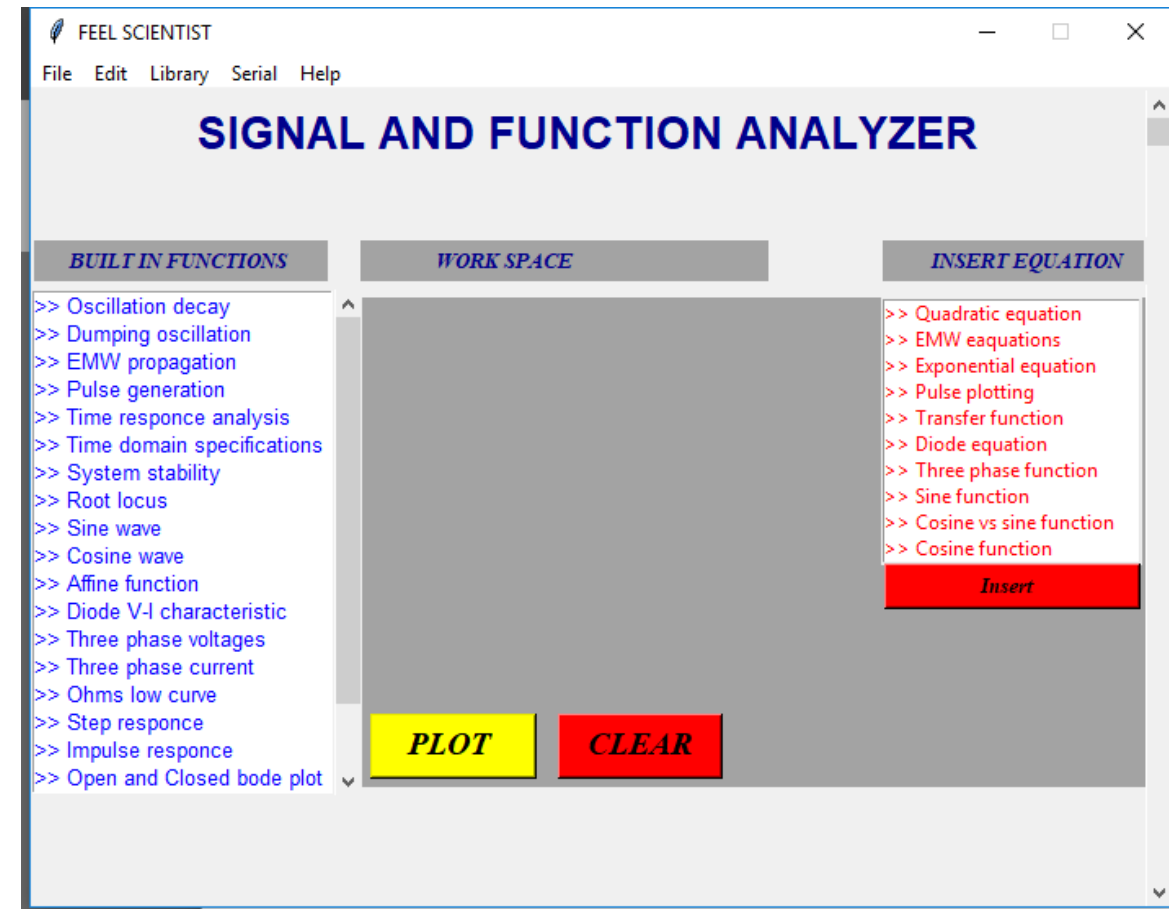 FEEL SCIENTIST
File Edit Library Serial Help
SIGNAL AND FUNCTION ANALYZER
BUILT IN FUNCTIONS
>> Oscillation decay
>> Dumping oscillation
>> EMW propagation
>> Pulse generation
>> Time responce analysis
>> Time domain specifications
>> System stability
>> Root locus
>> Sine wave
>> Cosine wave
>> Affine function
>> Diode V-I characteristic
>> Three phase voltages
>> Three phase current
>> Ohms low curve
>> Step responce
>> Impulse responce
>> Open and Closed bode plot
WORK SPACE
PLOT CLEAR
INSERT EQUATION
>> Quadratic equation
>> EMW eaquations
>> Exponential equation
>> Pulse plotting
>> Transfer function
>> Diode equation
>> Three phase function
>> Sine function
>> Cosine vs sine function
>> Cosine function
Insert